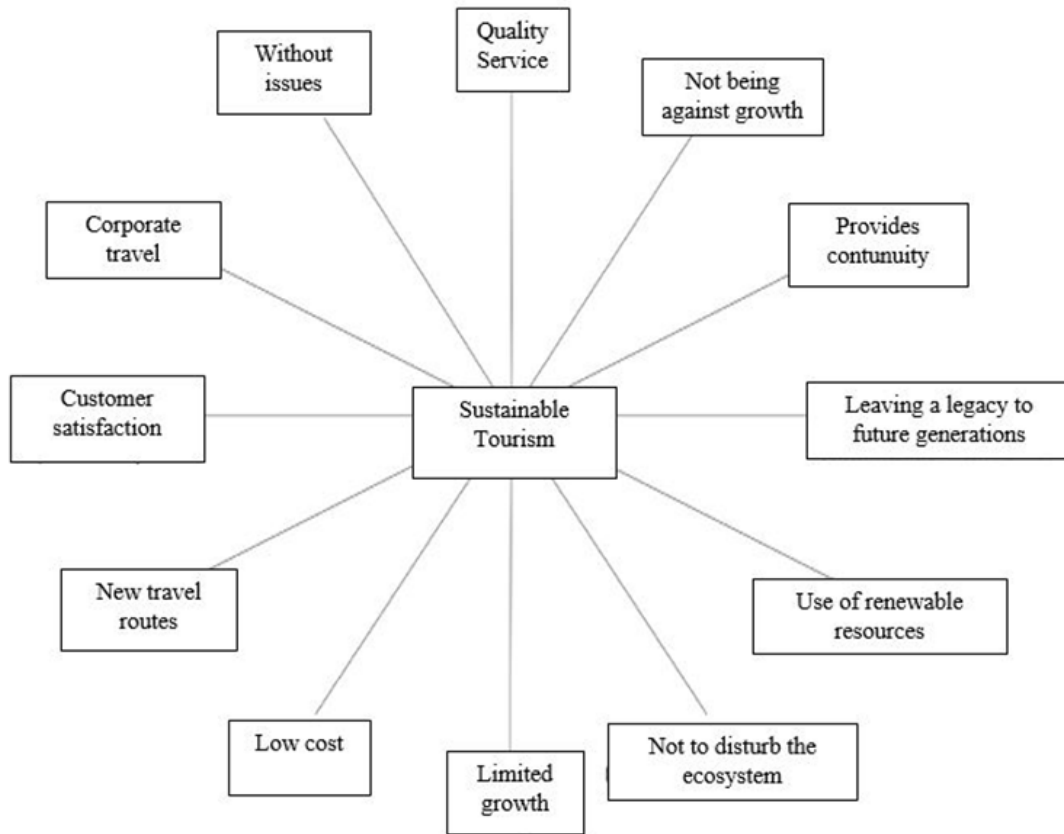 Quality
Service
Without
issues
Not being
against growth
Corporate
travel
Provides
contunuity
Customer
satisfaction
Sustainable
Tourism
Leaving a legacy to
future generations
New travel
routes
Use of renewable
resources
Low cost
Limited
growth
Not to disturb the
ecosystem